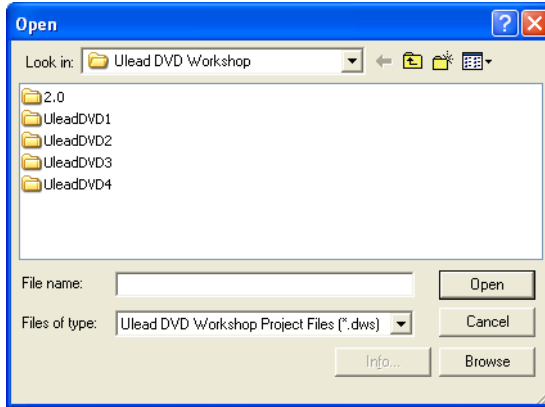 Open
Look in: Ulead DVD Workshop
2.0
UleadDVD1
UleadDVD2
UleadDVD3
UleadDVD4
File name: Open
Files of type: Ulead DVD Workshop Project Files (*.dws) Cancel
Info... Browse